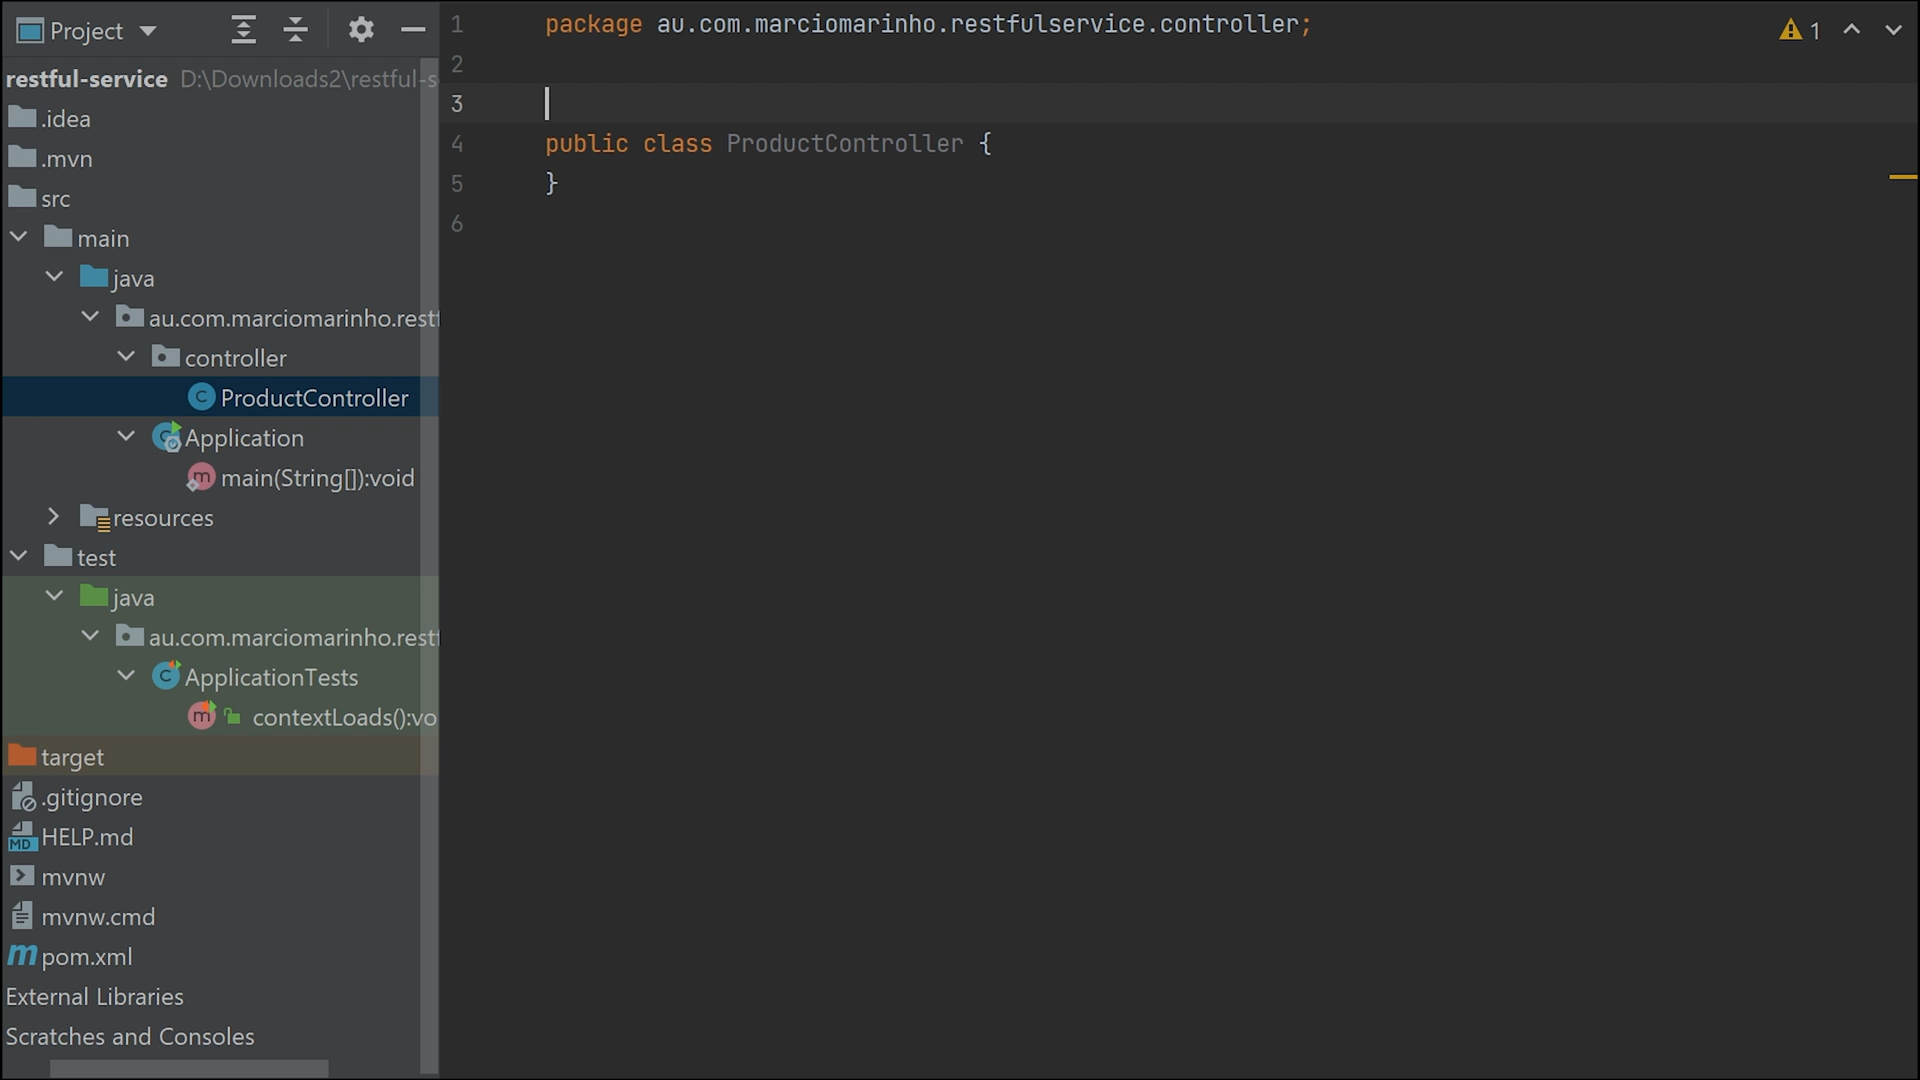 Project
restful-service D:\Downloads2\restful-s
.idea
.mvn
src
main
java
au.com.marciomarinho.rest
controller
ProductController
Application
main(String[]):void
resources
test
java
au.com.marciomarinho.rest
ApplicationTests
contextLoads():vo
target
.gitignore
HELP.md
mvnw
mvnw.cmd
pom.xml
External Libraries
Scratches and Consoles
1 package au.com.marciomarinho.restfulservice.controller;
2
3
4 public class ProductController {
5 }
6
1